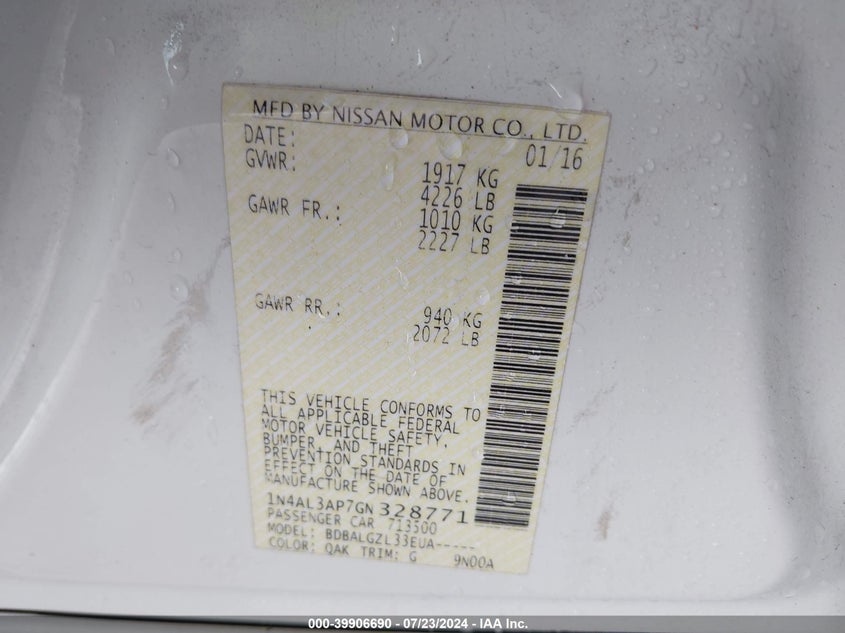 MFD BY NISSAN MOTOR CO., LTD.
DATE: 01/16
GVWR: 1917 KG
4226 LB
GAWR FR.: 1010 KG
2227 LB
GAWR RR.: 940 KG
2072 LB
THIS VEHICLE CONFORMS TO
ALL APPLICABLE FEDERAL
MOTOR VEHICLE SAFETY,
BUMPER, AND THEFT
PREVENTION STANDARDS IN
EFFECT ON THE DATE OF
MANUFACTURE SHOWN ABOVE.
1N4AL3AP7GN328771
PASSENGER CAR 713500
MODEL: BDBALGZL33EUA-----
COLOR: QAK TRIM: G 9N00A
000-39906690 - 07/23/2024 - IAA Inc.